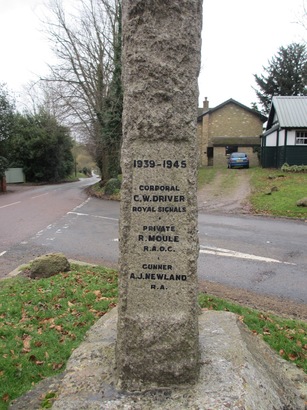 1939-1945
CORPORAL
C.W. DRIVER
ROYAL SIGNALS
PRIVATE
R. MOULE
R.A.O.C.
GUNNER
A.J. NEWLAND
R.A.